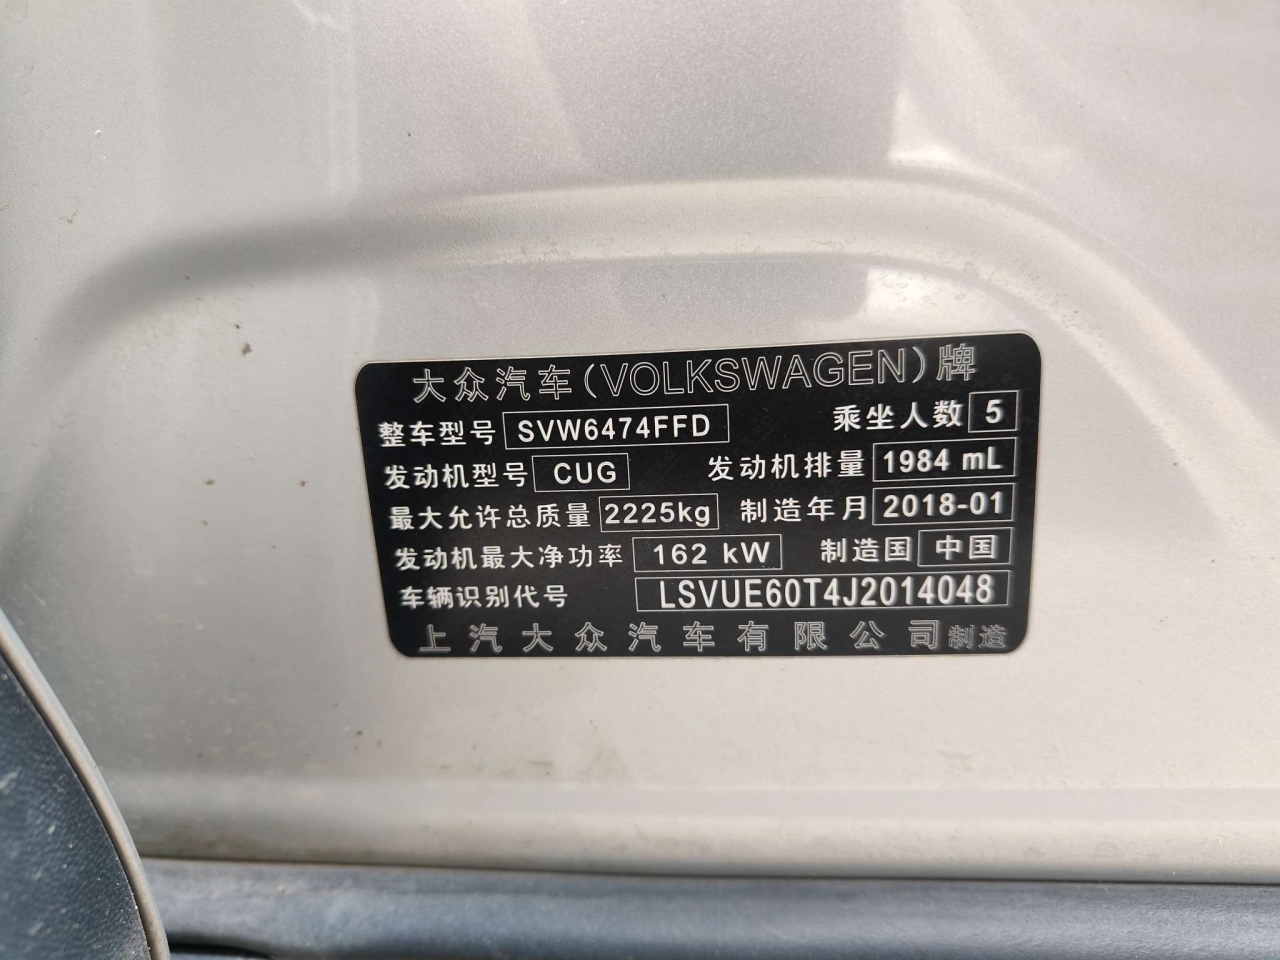 大众汽车(VOLKSWAGEN)牌
整车型号 SVW6474FFD 乘坐人数 5
发动机型号 CUG 发动机排量 1984 mL
最大允许总质量 2225kg 制造年月 2018-01
发动机最大净功率 162 kW 制造国 中国
车辆识别代号 LSVUE60T4J2014048
上汽大众汽车有限公司制造